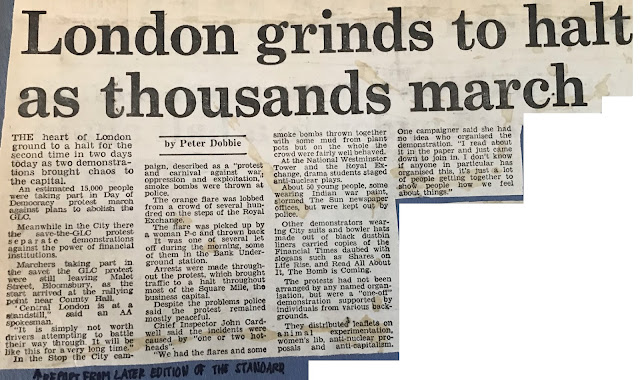 London grinds to halt
as thousands march
THE heart of London
ground to a halt for the
second time in two days
today as two demonstra-
tions brought chaos to
the capital.
An estimated 15,000 people
were taking part in Day of
Democracy protest march
against plans to abolish the
GLC.
Meanwhile in the City there
the save-the-GLC protest
separate demonstrations
against the power of financial
institutions.
Marchers taking part in
the save the GLC protest
were still leaving Malet
Street, Bloomsbury, as the
start arrived at the rallying
point near County Hall.
"Central London is at a
standstill," said an AA
spokesman.
"It is simply not worth
drivers attempting to battle
their way through. It will be
like this for a very long time."
In the Stop the City cam-
by Peter Dobbie
paign, described as a "protest
and carnival against war,
oppression and exploitation,"
smoke bombs were thrown at
police.
The orange flare was lobbed
from a crowd of several hun-
dred on the steps of the Royal
Exchange.
The flare was picked up by
a woman P-c and thrown back
It was one of several let
off during the morning, some
of them in the Bank Under-
ground station.
Arrests were made through-
out the protest, which brought
traffic to a halt throughout
most of the Square Mile, the
business capital.
Despite the problems police
said the protest remained
mostly peaceful.
Chief Inspector John Card-
well said the incidents were
caused by "one or two hot-
heads".
"We had the flares and some
smoke bombs thrown together
with some mud from plants
pots but on the whole the
crowd were fairly well behaved.
At the National Westminster
Tower and the Royal Ex-
change, drama students staged
anti-nuclear plays.
About 50 young people, some
wearing Indian war paint,
stormed The Sun newspaper
offices, but were kept out by
police.
Other demonstrators wear-
ing City suits and bowler hats
made out of black dustbin
liners carried copies of the
Financial Times daubed with
slogans such as Shares on
Life Rise, and Read All About
It, The Bomb is Coming.
The protests had not been
arranged by any named organ-
isation, but were a "one-off"
demonstration supported by
individuals from various back-
grounds.
They distributed leaflets on
animal experimentation,
women's lib, anti-nuclear pro-
posals and anti-capitalism.
One campaigner said she had
no idea who organised the
demonstration. "I read about
it in the paper and just came
down to join in. I don't know
if anyone in particular has
organised this, it's just a lot
of people getting together to
show people how we feel
about things."
A REPORT FROM LATER EDITION OF THE STANDARD